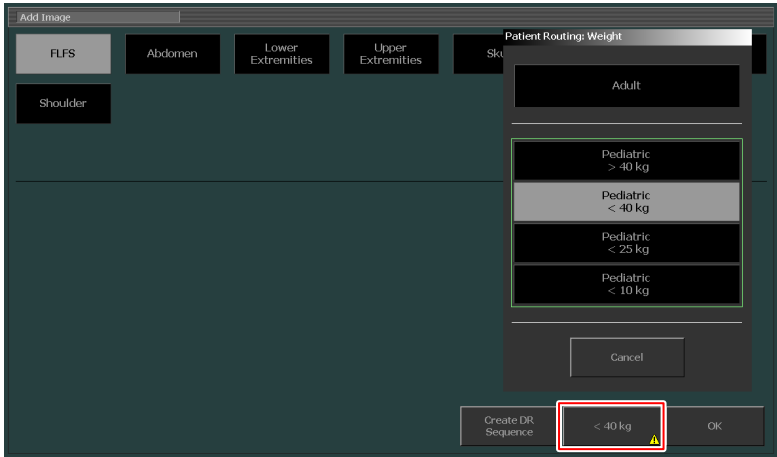 Add Image
FLFS
Abdomen
Lower
Extremities
Upper
Extremities
Shoulder
Patient Routing: Weight
Adult
Pediatric
> 40 kg
Pediatric
< 40 kg
Pediatric
< 25 kg
Pediatric
< 10 kg
Cancel
Create DR
Sequence
< 40 kg
OK